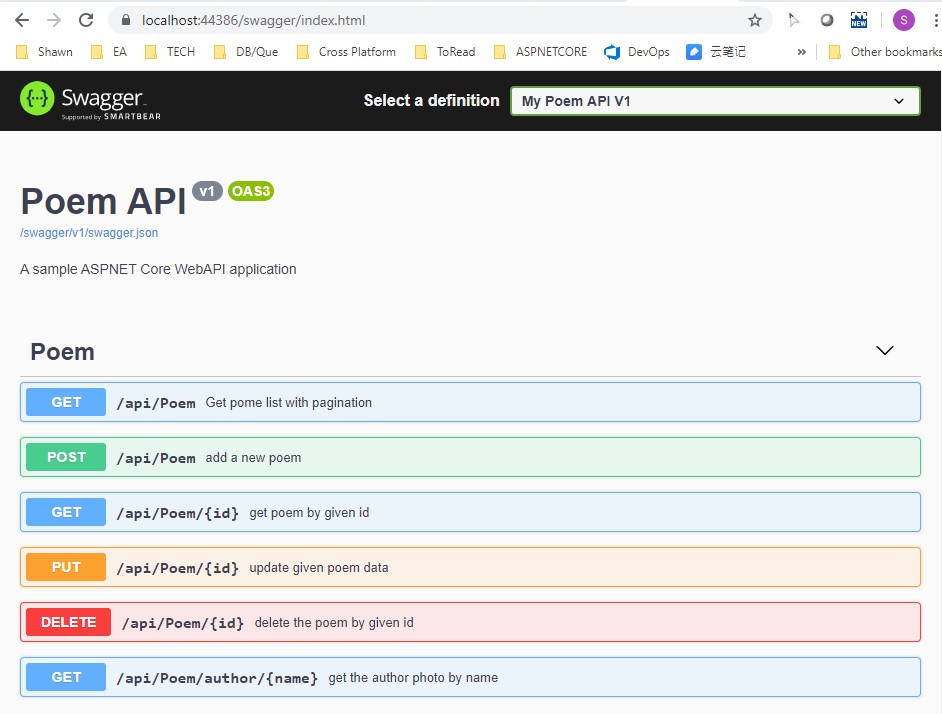 localhost:44386/swagger/index.html
S
NEW
Shawn EA TECH DB/Que Cross Platform ToRead ASPNETCORE DevOps 云笔记 » Other bookmarks
Swagger
Supported by SMARTBEAR
Select a definition My Poem API V1
Poem API v1 OAS3
/swagger/v1/swagger.json
A sample ASPNET Core WebAPI application
Poem
GET /api/Poem Get pome list with pagination
POST /api/Poem add a new poem
GET /api/Poem/{id} get poem by given id
PUT /api/Poem/{id} update given poem data
DELETE /api/Poem/{id} delete the poem by given id
GET /api/Poem/author/{name} get the author photo by name